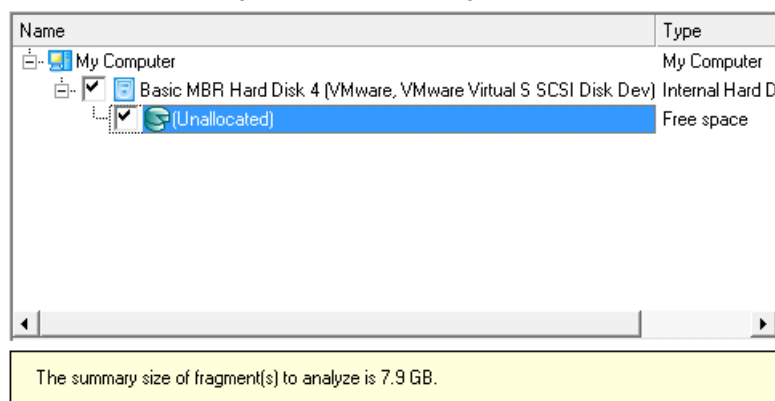 Name Type
My Computer My Computer
Basic MBR Hard Disk 4 (VMware, VMware Virtual S SCSI Disk Dev) Internal Hard D
(Unallocated) Free space
The summary size of fragment(s) to analyze is 7.9 GB.